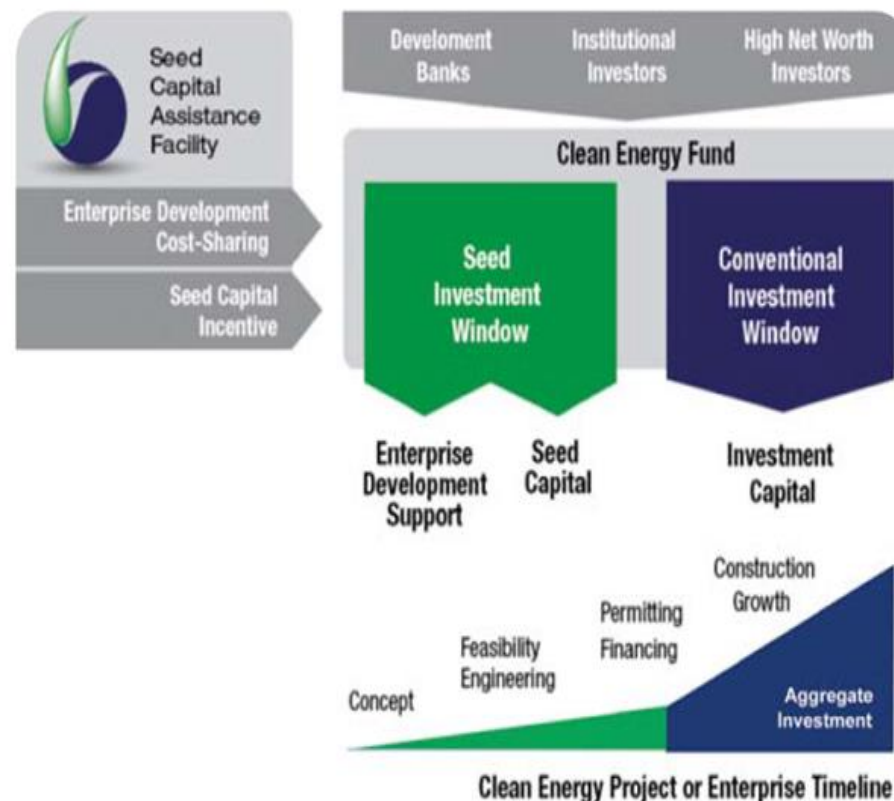 Seed
Capital
Assistance
Facility
Enterprise Development
Cost-Sharing
Seed Capital
Incentive
Develoment
Banks
Institutional
Investors
High Net Worth
Investors
Clean Energy Fund
Seed
Investment
Window
Conventional
Investment
Window
Enterprise
Development
Support
Seed
Capital
Investment
Capital
Concept
Feasibility
Engineering
Permitting
Financing
Construction
Growth
Aggregate
Investment
Clean Energy Project or Enterprise Timeline